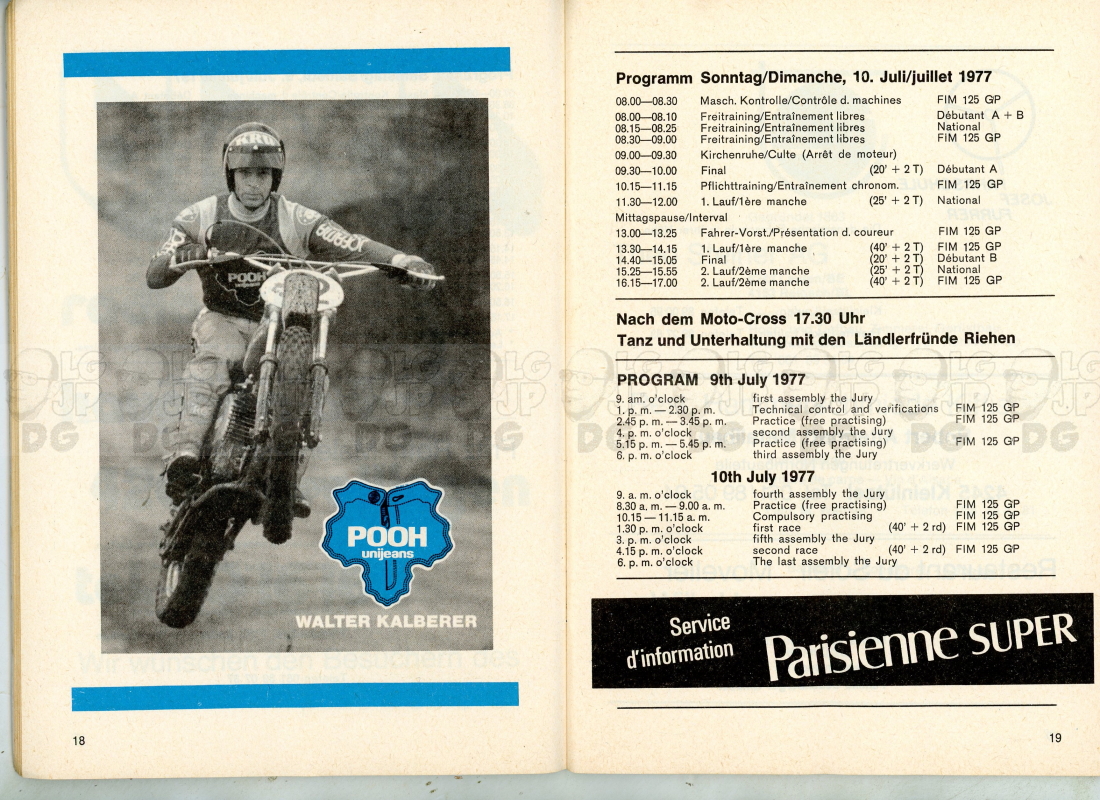 KRW
POOH
POOH
unijeans
WALTER KALBERER
18
Programm Sonntag/Dimanche, 10. Juli/juillet 1977
08.00—08.30 Masch. Kontrolle/Contrôle d. machines FIM 125 GP
08.00—08.10 Freitraining/Entraînement libres Débutant A + B
08.15—08.25 Freitraining/Entraînement libres National
08.30—09.00 Freitraining/Entraînement libres FIM 125 GP
09.00—09.30 Kirchenruhe/Culte (Arrêt de moteur)
09.30—10.00 Final (20' + 2 T) Débutant A
10.15—11.15 Pflichttraining/Entraînement chronom. FIM 125 GP
11.30—12.00 1. Lauf/1ère manche (25' + 2 T) National
Mittagspause/Interval
13.00—13.25 Fahrer-Vorst./Présentation d. coureur FIM 125 GP
13.30—14.15 1. Lauf/1ère manche (40' + 2 T) FIM 125 GP
14.40—15.05 Final (20' + 2 T) Débutant B
15.25—15.55 2. Lauf/2ème manche (25' + 2 T) National
16.15—17.00 2. Lauf/2ème manche (40' + 2 T) FIM 125 GP
Nach dem Moto-Cross 17.30 Uhr
Tanz und Unterhaltung mit den Ländlerfründe Riehen
PROGRAM 9th July 1977
9. am. o'clock first assembly the Jury
1. p. m. — 2.30 p. m. Technical control and verifications FIM 125 GP
2.45 p. m. — 3.45 p. m. Practice (free practising) FIM 125 GP
4. p. m. o'clock second assembly the Jury
5.15 p. m. — 5.45 p. m. Practice (free practising) FIM 125 GP
6. p. m. o'clock third assembly the Jury
10th July 1977
9. a. m. o'clock fourth assembly the Jury
8.30 a. m. — 9.00 a. m. Practice (free practising) FIM 125 GP
10.15 — 11.15 a. m. Compulsory practising FIM 125 GP
1.30 p. m. o'clock first race (40' + 2 rd) FIM 125 GP
3. p. m. o'clock fifth assembly the Jury
4.15 p. m. o'clock second race (40' + 2 rd) FIM 125 GP
6. p. m. o'clock The last assembly the Jury
Service
d'information
Parisienne SUPER
19
LG JP DG